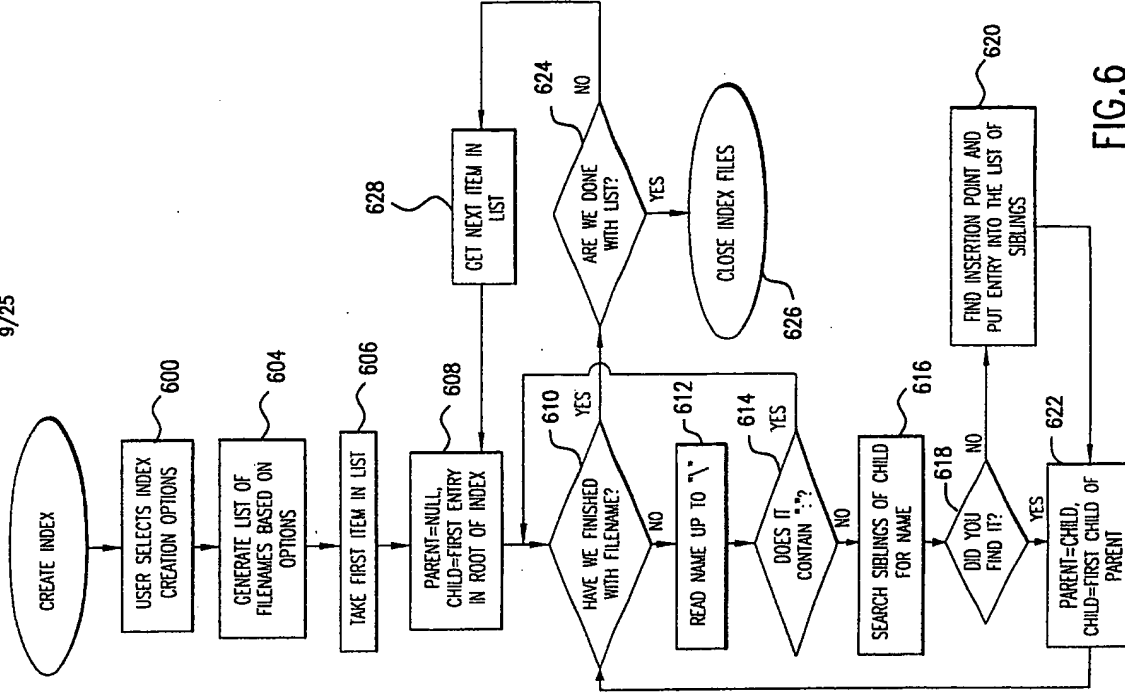 9/25
CREATE INDEX
USER SELECTS INDEX
CREATION OPTIONS
600
GENERATE LIST OF
FILENAMES BASED ON
OPTIONS
604
TAKE FIRST ITEM IN LIST
606
PARENT=NULL,
CHILD=FIRST ENTRY
IN ROOT OF INDEX
608
GET NEXT ITEM IN
LIST
628
HAVE WE FINISHED
WITH FILENAME?
610
YES
NO
ARE WE DONE
WITH LIST?
624
NO
YES
CLOSE INDEX FILES
626
READ NAME UP TO "\"
612
DOES IT
CONTAIN ":"?
614
YES
NO
SEARCH SIBLINGS OF CHILD
FOR NAME
616
DID YOU
FIND IT?
618
NO
YES
FIND INSERTION POINT AND
PUT ENTRY INTO THE LIST OF
SIBLINGS
620
PARENT=CHILD,
CHILD=FIRST CHILD OF
PARENT
622
FIG.6